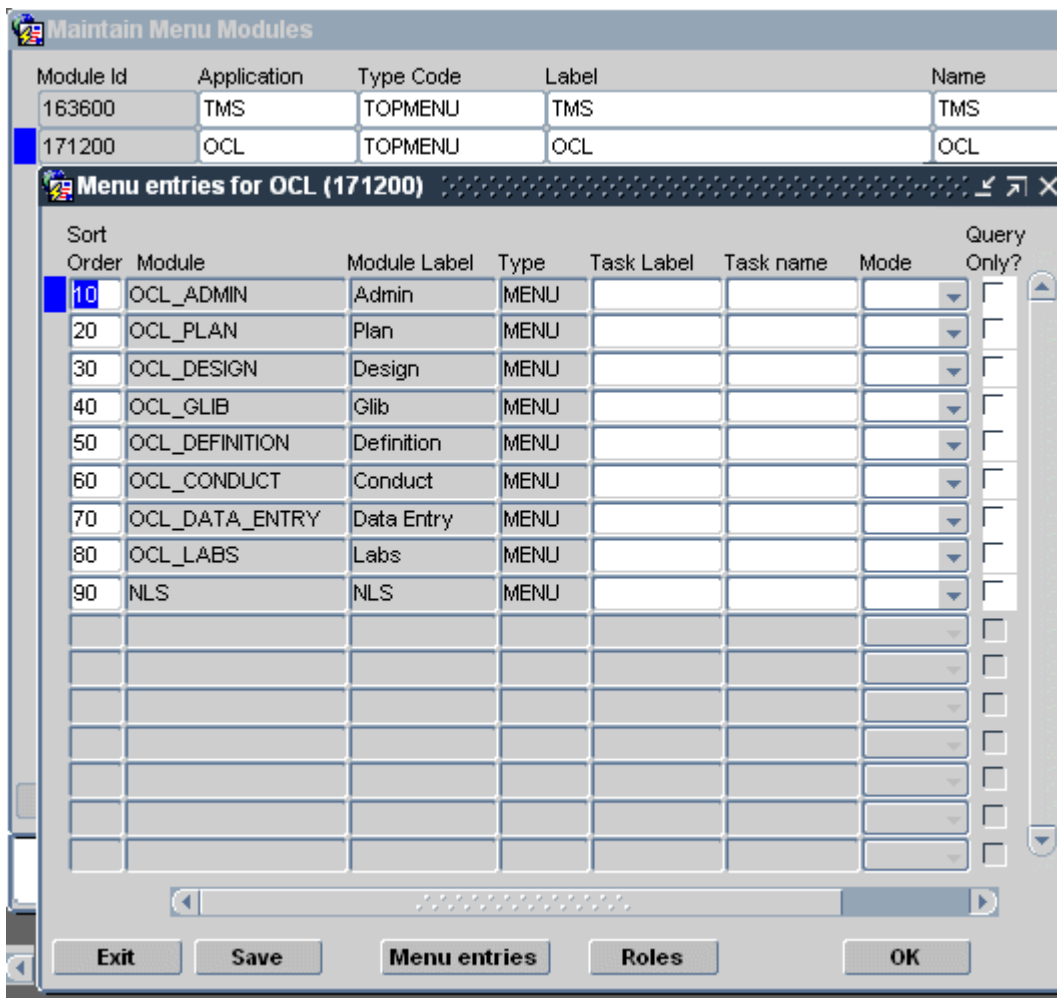 Maintain Menu Modules
Module Id Application Type Code Label Name
163600 TMS TOPMENU TMS TMS
171200 OCL TOPMENU OCL OCL
Menu entries for OCL (171200)
Sort Query
Order Module Module Label Type Task Label Task name Mode Only?
10 OCL_ADMIN Admin MENU
20 OCL_PLAN Plan MENU
30 OCL_DESIGN Design MENU
40 OCL_GLIB Glib MENU
50 OCL_DEFINITION Definition MENU
60 OCL_CONDUCT Conduct MENU
70 OCL_DATA_ENTRY Data Entry MENU
80 OCL_LABS Labs MENU
90 NLS NLS MENU
Exit Save Menu entries Roles OK